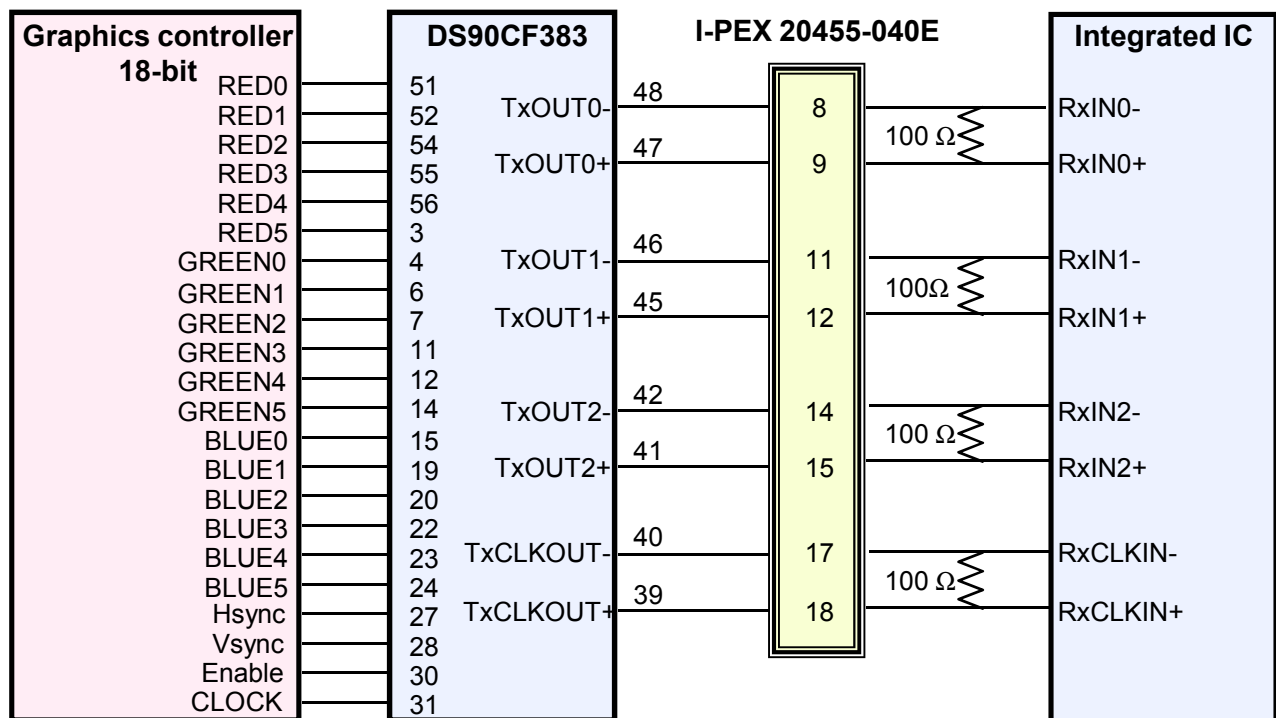 Graphics controller
18-bit
RED0
RED1
RED2
RED3
RED4
RED5
GREEN0
GREEN1
GREEN2
GREEN3
GREEN4
GREEN5
BLUE0
BLUE1
BLUE2
BLUE3
BLUE4
BLUE5
Hsync
Vsync
Enable
CLOCK
DS90CF383
51
52
54
55
56
3
4
6
7
11
12
14
15
19
20
22
23
24
27
28
30
31
TxOUT0- 48
TxOUT0+ 47
TxOUT1- 46
TxOUT1+ 45
TxOUT2- 42
TxOUT2+ 41
TxCLKOUT- 40
TxCLKOUT+ 39
I-PEX 20455-040E
8
9
11
12
14
15
17
18
100 Ω
100Ω
100 Ω
100 Ω
Integrated IC
RxIN0-
RxIN0+
RxIN1-
RxIN1+
RxIN2-
RxIN2+
RxCLKIN-
RxCLKIN+